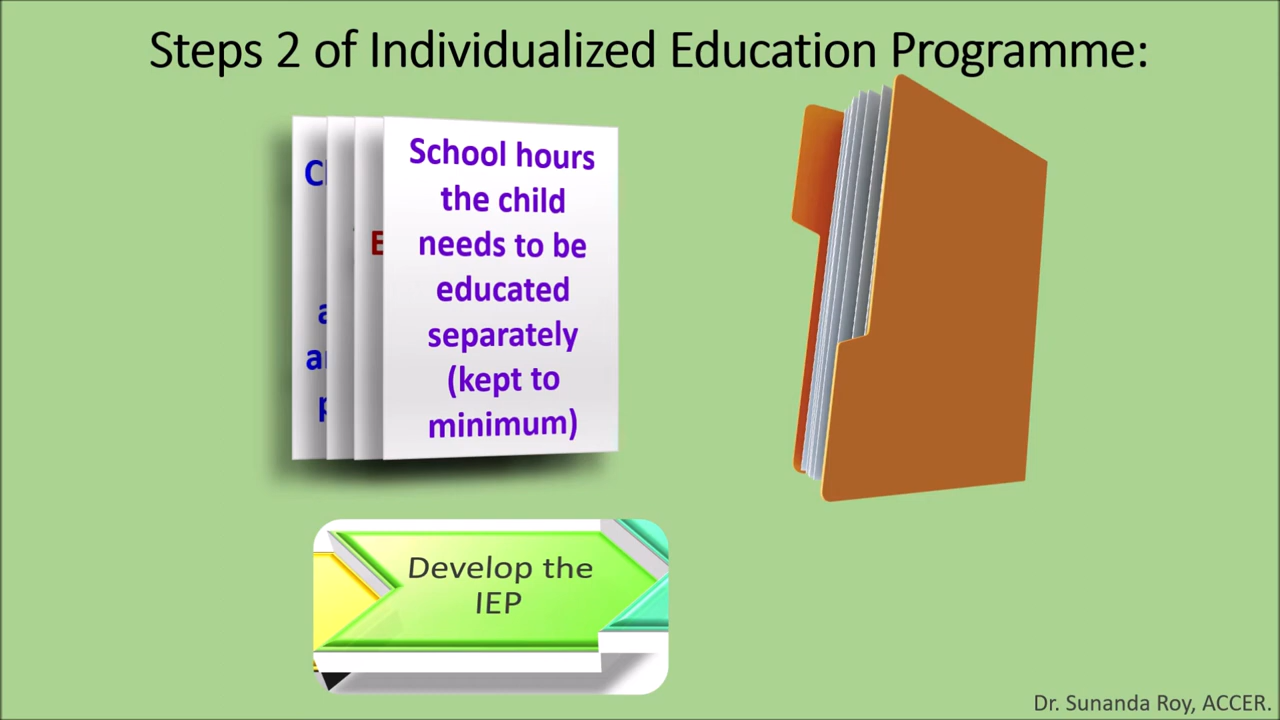 Steps 2 of Individualized Education Programme:
School hours
the child
needs to be
educated
separately
(kept to
minimum)
Develop the
IEP
Dr. Sunanda Roy, ACCER.